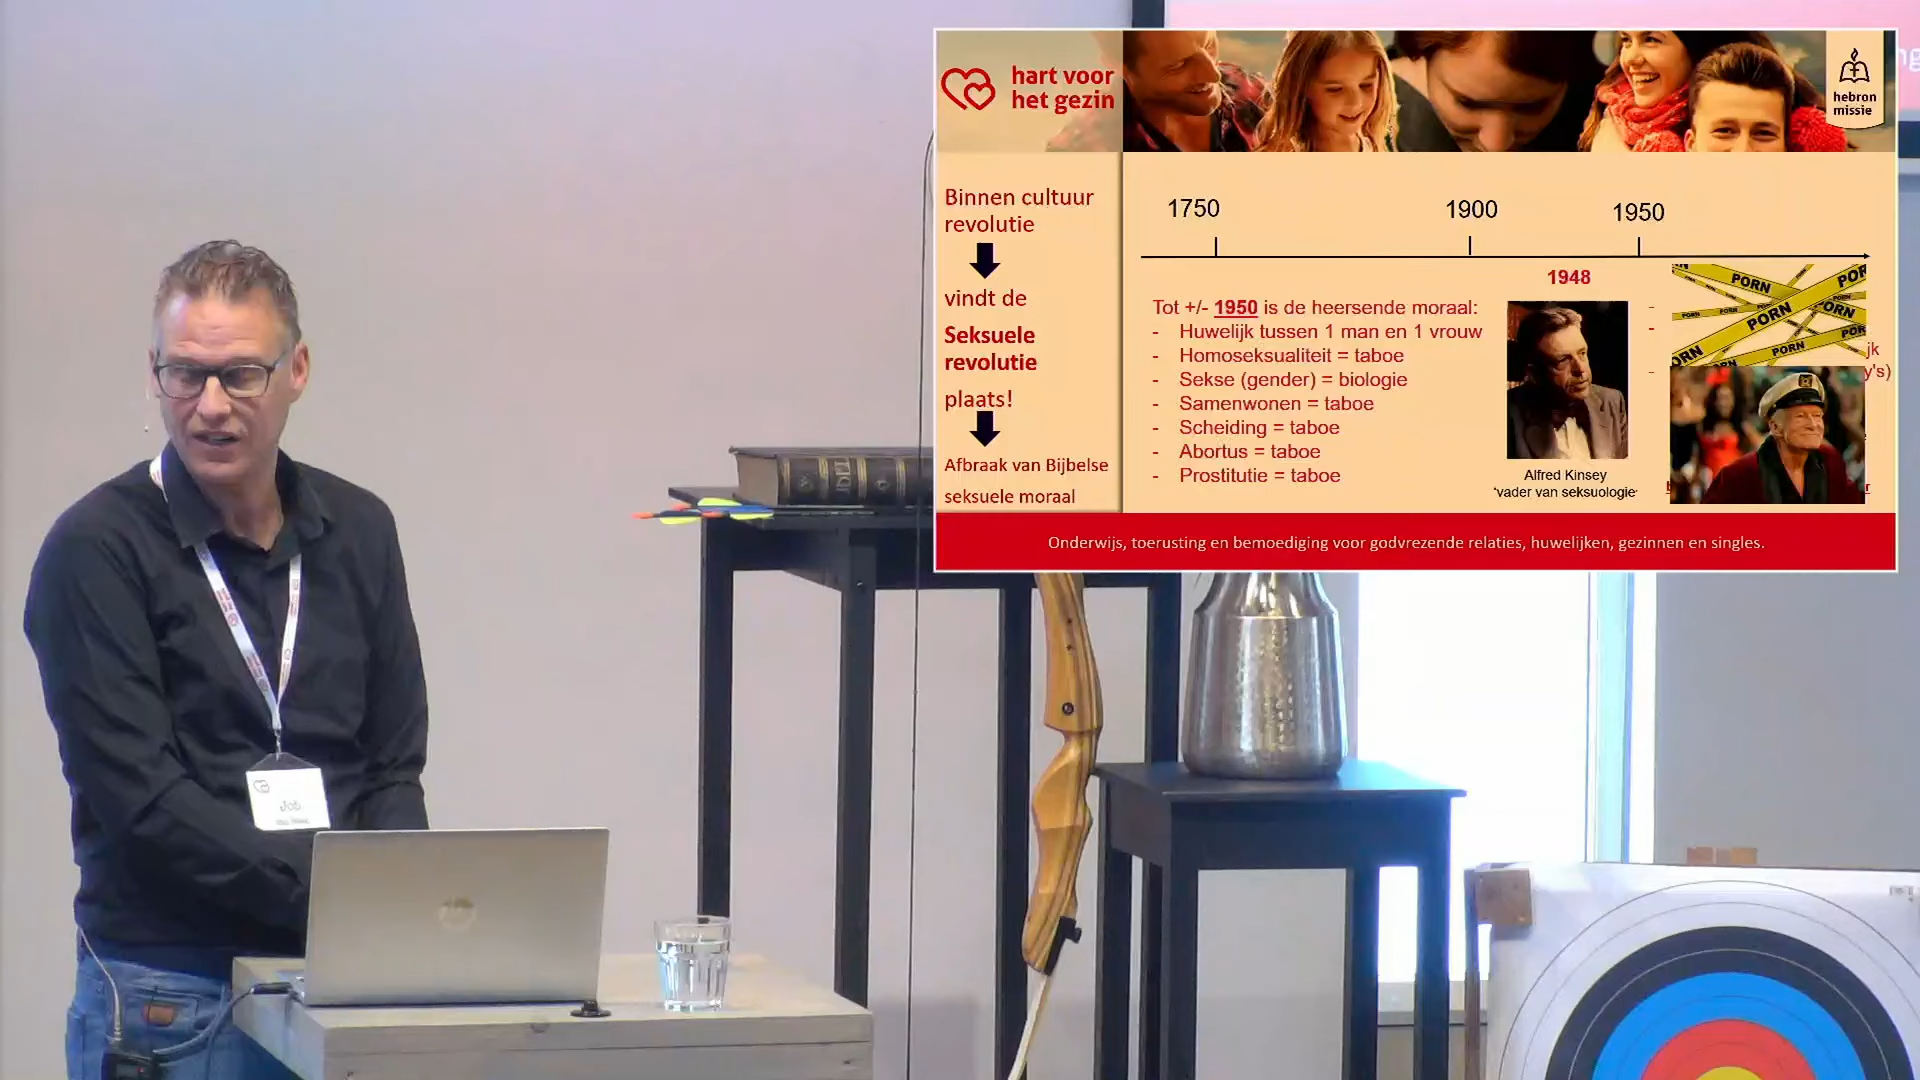 hart voor
het gezin
hebron
missie
Binnen cultuur
revolutie
vindt de
Seksuele
revolutie
plaats!
Afbraak van Bijbelse
seksuele moraal
1750
1900
1950
1948
Tot +/- 1950 is de heersende moraal:
- Huwelijk tussen 1 man en 1 vrouw
- Homoseksualiteit = taboe
- Sekse (gender) = biologie
- Samenwonen = taboe
- Scheiding = taboe
- Abortus = taboe
- Prostitutie = taboe
Alfred Kinsey
'vader van seksuologie'
PORN
PORN
PORN
PORN
PORN
PORN
jk
y's)
Onderwijs, toerusting en bemoediging voor godvrezende relaties, huwelijken, gezinnen en singles.
Job